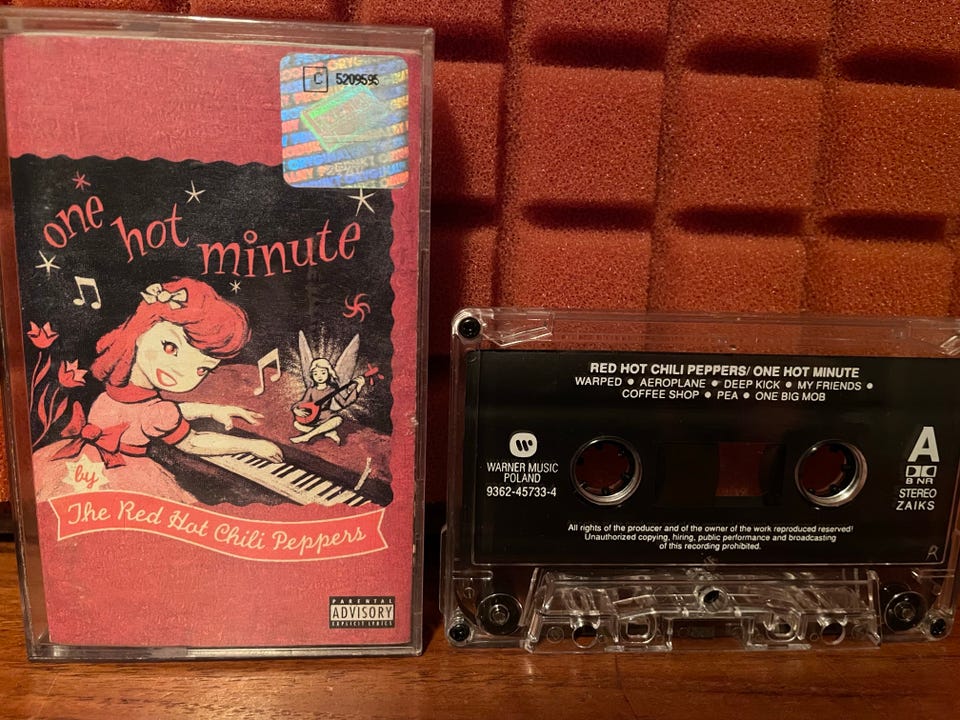 C 5209595
one hot minute
by
The Red Hot Chili Peppers
PARENTAL
ADVISORY
EXPLICIT LYRICS
RED HOT CHILI PEPPERS/ ONE HOT MINUTE
WARPED • AEROPLANE • DEEP KICK • MY FRIENDS •
COFFEE SHOP • PEA • ONE BIG MOB
WARNER MUSIC
POLAND
9362-45733-4
A
B NR
STEREO
ZAIKS
All rights of the producer and of the owner of the work reproduced reserved!
Unauthorized copying, hiring, public performance and broadcasting
of this recording prohibited.